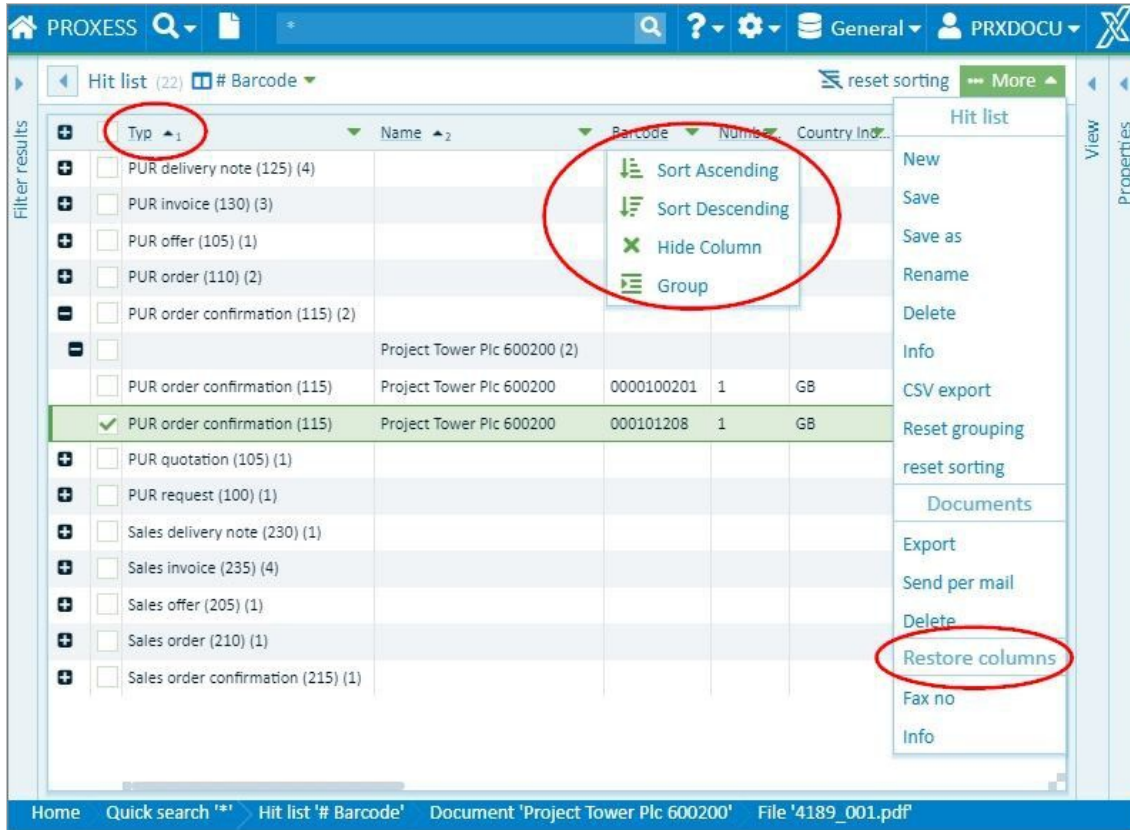 PROXESS * ? General PRXDOCU
Hit list (22) # Barcode reset sorting ... More
Filter results
View
Properties
Typ 1 Name 2 Barcode Numbe... Country Ind...
PUR delivery note (125) (4)
PUR invoice (130) (3)
PUR offer (105) (1)
PUR order (110) (2)
PUR order confirmation (115) (2)
Project Tower Plc 600200 (2)
PUR order confirmation (115) Project Tower Plc 600200 0000100201 1 GB
PUR order confirmation (115) Project Tower Plc 600200 000101208 1 GB
PUR quotation (105) (1)
PUR request (100) (1)
Sales delivery note (230) (1)
Sales invoice (235) (4)
Sales offer (205) (1)
Sales order (210) (1)
Sales order confirmation (215) (1)
Sort Ascending
Sort Descending
Hide Column
Group
Hit list
New
Save
Save as
Rename
Delete
Info
CSV export
Reset grouping
reset sorting
Documents
Export
Send per mail
Delete
Restore columns
Fax no
Info
Home Quick search '*' Hit list '# Barcode' Document 'Project Tower Plc 600200' File '4189_001.pdf'